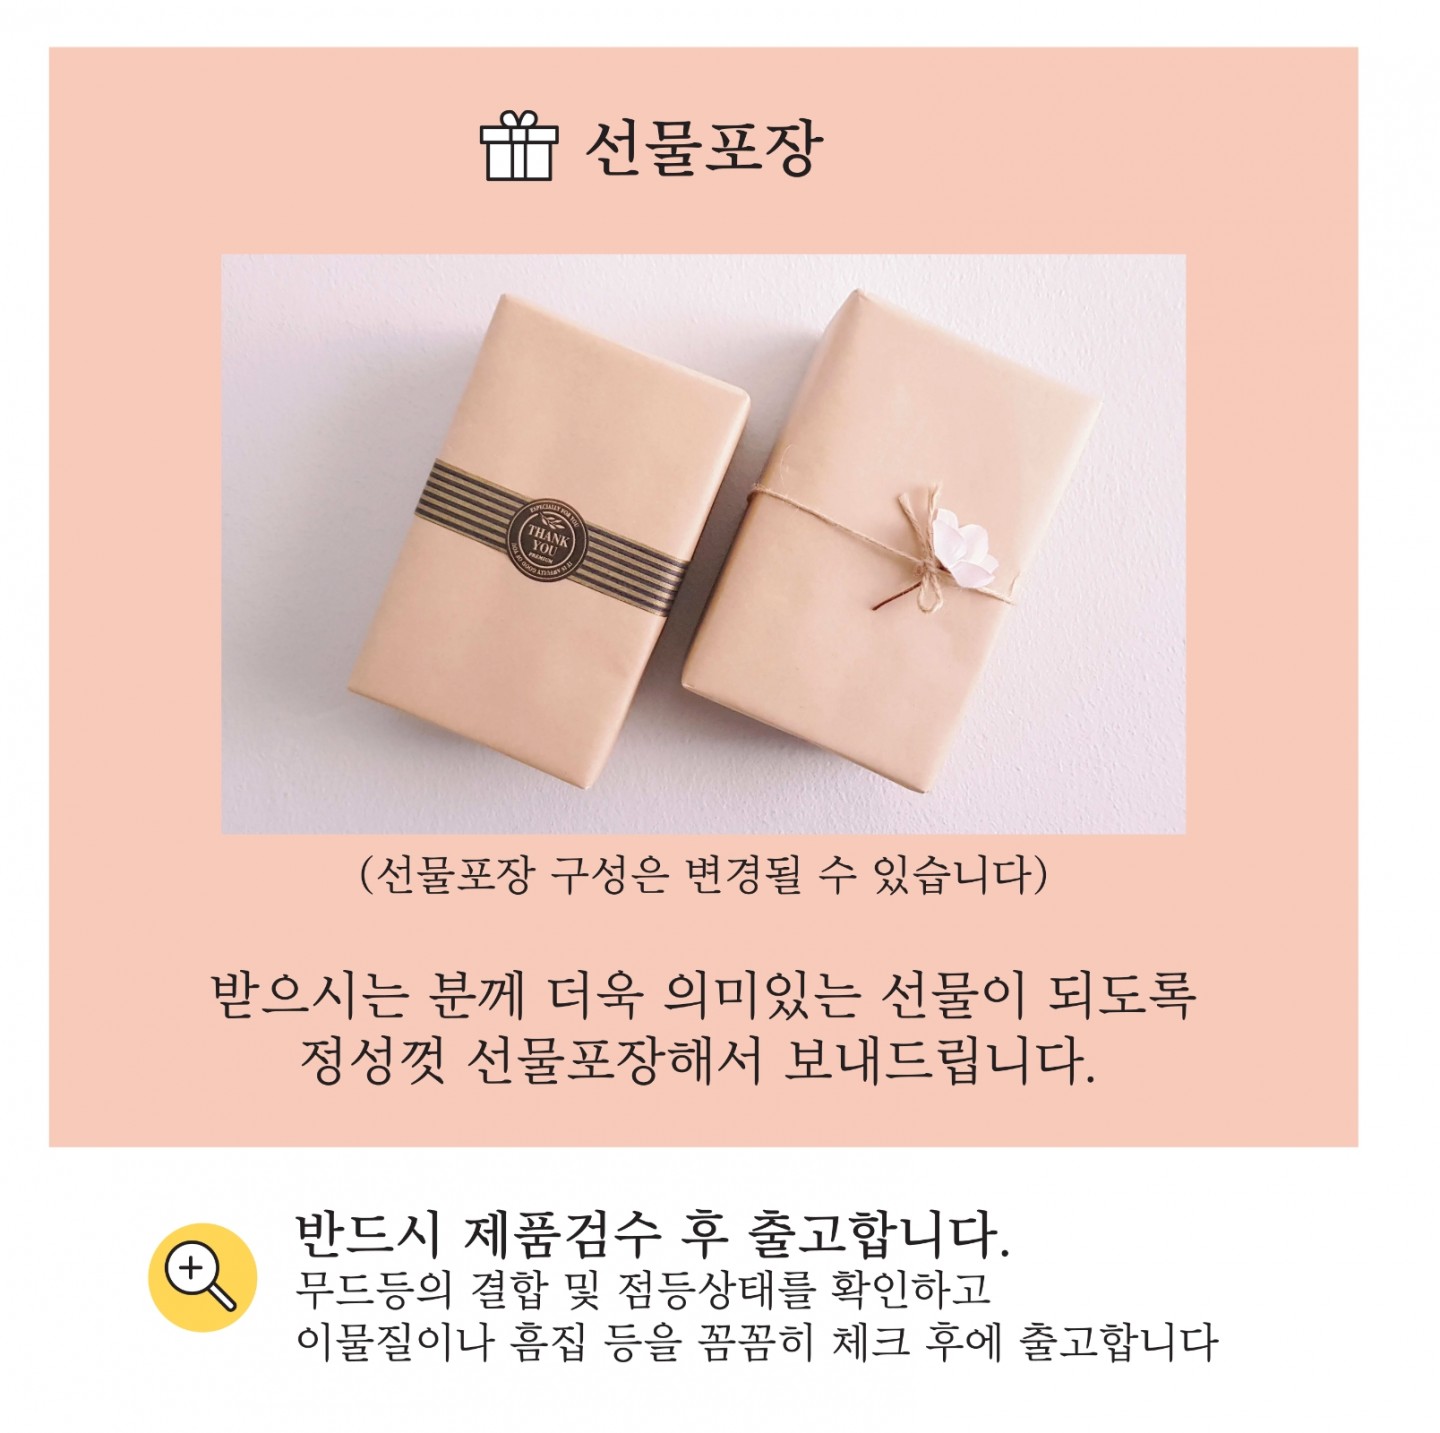 선물포장
ESPECIALLY FOR YOU
THANK
YOU
PREMIUM
(선물포장 구성은 변경될 수 있습니다)
받으시는 분께 더욱 의미있는 선물이 되도록
정성껏 선물포장해서 보내드립니다.
반드시 제품검수 후 출고합니다.
무드등의 결합 및 점등상태를 확인하고
이물질이나 흠집 등을 꼼꼼히 체크 후에 출고합니다